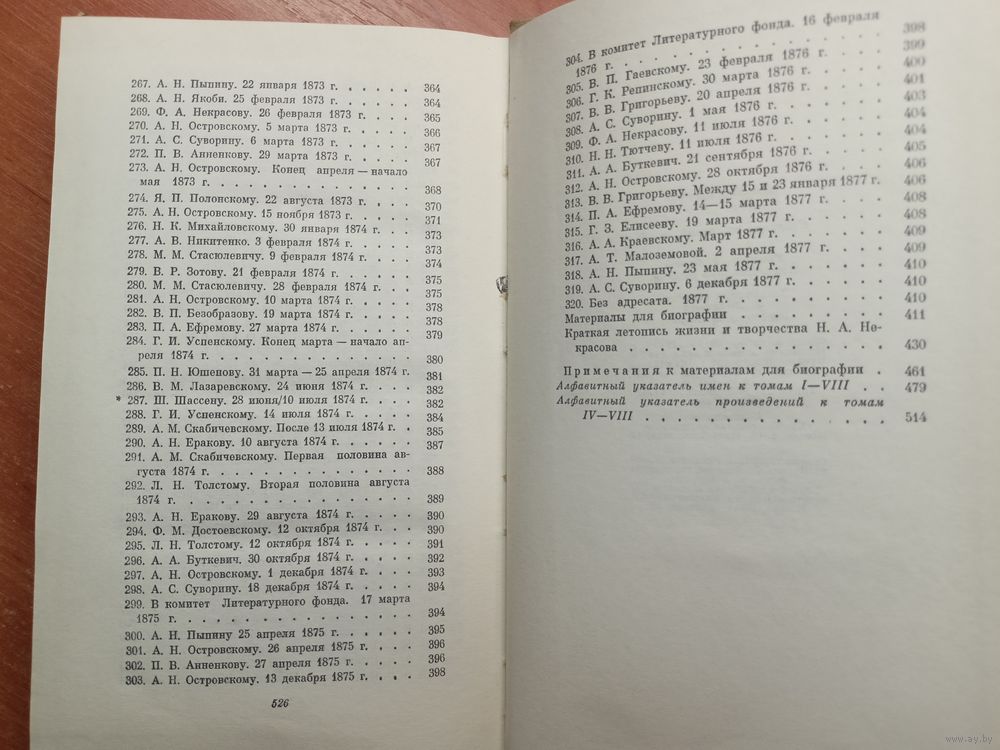 267. А. Н. Пыпину. 22 января 1873 г. . . . . . 364
268. А. Н. Якоби. 25 февраля 1873 г. . . . . . 364
269. Ф. А. Некрасову. 26 февраля 1873 г. . . . 365
270. А. Н. Островскому. 5 марта 1873 г. . . . 366
271. А. С. Суворину. 6 марта 1873 г. . . . . . 367
272. П. В. Анненкову. 29 марта 1873 г. . . . . 367
273. А. Н. Островскому. Конец апреля — начало
мая 1873 г. . . . . . . . . . . . . . 368
274. Я. П. Полонскому. 22 августа 1873 г. . . . 370
275. А. Н. Островскому. 15 ноября 1873 г. . . . 371
276. Н. К. Михайловскому. 30 января 1874 г. . . 373
277. А. В. Никитенко. 3 февраля 1874 г. . . . . 373
278. М. М. Стасюлевичу. 9 февраля 1874 г. . . . 374
279. В. Р. Зотову. 21 февраля 1874 г. . . . . . 375
280. М. М. Стасюлевичу. 28 февраля 1874 г. . . 375
281. А. Н. Островскому. 10 марта 1874 г. . . . 378
282. В. П. Безобразову. 19 марта 1874 г. . . . 378
283. П. А. Ефремову. 27 марта 1874 г. . . . . 379
284. Г. И. Успенскому. Конец марта — начало ап-
реля 1874 г. . . . . . . . . . . . . . 380
285. П. Н. Юшенову. 31 марта — 25 апреля 1874 г. 381
286. В. М. Лазаревскому. 24 июня 1874 г. . . . 382
* 287. Ш. Шассену. 28 июня/10 июля 1874 г. . . . 382
288. Г. И. Успенскому. 14 июля 1874 г. . . . . 384
289. А. М. Скабичевскому. После 13 июля 1874 г. . 385
290. А. Н. Еракову. 10 августа 1874 г. . . . . 387
291. А. М. Скабичевскому. Первая половина ав-
густа 1874 г. . . . . . . . . . . . . . 388
292. Л. Н. Толстому. Вторая половина августа
1874 г. . . . . . . . . . . . . . . . 389
293. А. Н. Еракову. 29 августа 1874 г. . . . . 390
294. Ф. М. Достоевскому. 12 октября 1874 г. . . 390
295. Л. Н. Толстому. 12 октября 1874 г. . . . . 391
296. А. А. Буткевич. 30 октября 1874 г. . . . . 392
297. А. Н. Островскому. 1 декабря 1874 г. . . . 393
298. А. С. Суворину. 18 декабря 1874 г. . . . . 394
299. В комитет Литературного фонда. 17 марта
1875 г. . . . . . . . . . . . . . . . 394
300. А. Н. Пыпину 25 апреля 1875 г. . . . . . 395
301. А. Н. Островскому. 26 апреля 1875 г. . . . 396
302. П. В. Анненкову. 27 апреля 1875 г. . . . . 396
303. А. Н. Островскому. 13 декабря 1875 г. . . . 398
526
304. В комитет Литературного фонда. 16 февраля
1876 г. . . . . . . . . . . . . . . . 398
305. В. П. Гаевскому. 23 февраля 1876 г. . . . 399
306. Г. К. Репинскому. 30 марта 1876 г. . . . . 400
307. В. В. Григорьеву. 20 апреля 1876 г. . . . . 401
308. А. С. Суворину. 1 мая 1876 г. . . . . . . 403
309. Ф. А. Некрасову. 11 июля 1876 г. . . . . 404
310. Н. Н. Тютчеву. 11 июля 1876 г. . . . . . 404
311. А. А. Буткевич. 21 сентября 1876 г. . . . . 405
312. А. Н. Островскому. 28 октября 1876 г. . . . 406
313. В. В. Григорьеву. Между 15 и 23 января 1877 г. 406
314. П. А. Ефремову. 14—15 марта 1877 г. . . . 408
315. Г. З. Елисееву. 19 марта 1877 г. . . . . . 408
316. А. А. Краевскому. Март 1877 г. . . . . . 409
317. А. Т. Малоземовой. 2 апреля 1877 г. . . . 409
318. А. Н. Пыпину. 23 мая 1877 г. . . . . . . 410
319. А. С. Суворину. 6 декабря 1877 г. . . . . 410
320. Без адресата. 1877 г. . . . . . . . . . 410
Материалы для биографии . . . . . . . . . 411
Краткая летопись жизни и творчества Н. А. Не-
красова . . . . . . . . . . . . . . . . 430
Примечания к материалам для биографии . 461
Алфавитный указатель имен к томам I—VIII . . . 479
Алфавитный указатель произведений к томам
IV—VIII . . . . . . . . . . . . . . . 514
www.ay.by